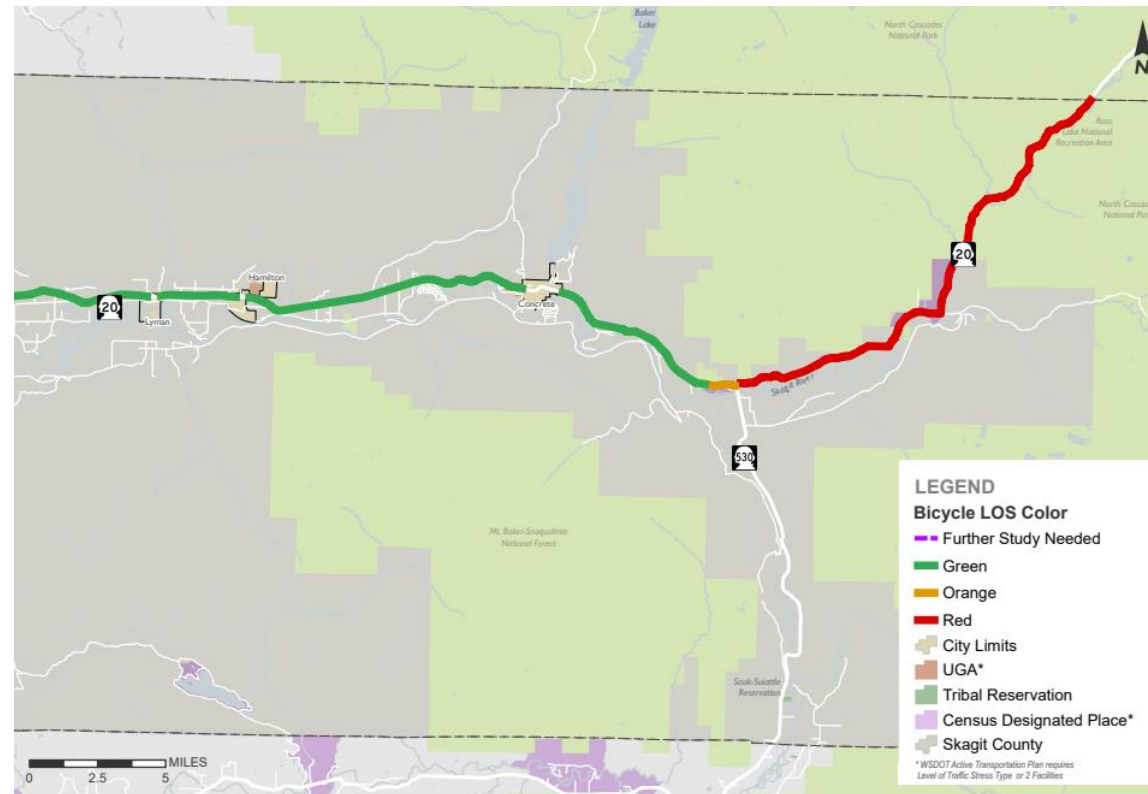 Baker
Lake
North Cascades
National Park
N
Ross
Lake National
Recreation Area
North Cascades
National Park
20
Hamilton
20
Lyman
Concrete
Skagit River
530
Mt. Baker-Snoqualmie
National Forest
Sauk-Suiattle
Reservation
LEGEND
Bicycle LOS Color
Further Study Needed
Green
Orange
Red
City Limits
UGA*
Tribal Reservation
Census Designated Place*
Skagit County
* WSDOT Active Transportation Plan requires
Level of Traffic Stress Type 1 or 2 Facilities
MILES
0 2.5 5